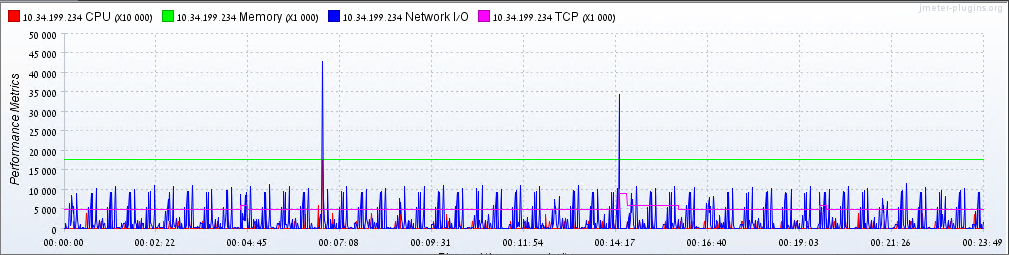 jmeter-plugins.org
10.34.199.234 CPU (X10 000) 10.34.199.234 Memory (X1 000) 10.34.199.234 Network I/O 10.34.199.234 TCP (X1 000)
Performance Metrics
50 000
45 000
40 000
35 000
30 000
25 000
20 000
15 000
10 000
5 000
0
00:00:00 00:02:22 00:04:45 00:07:08 00:09:31 00:11:54 00:14:17 00:16:40 00:19:03 00:21:26 00:23:49